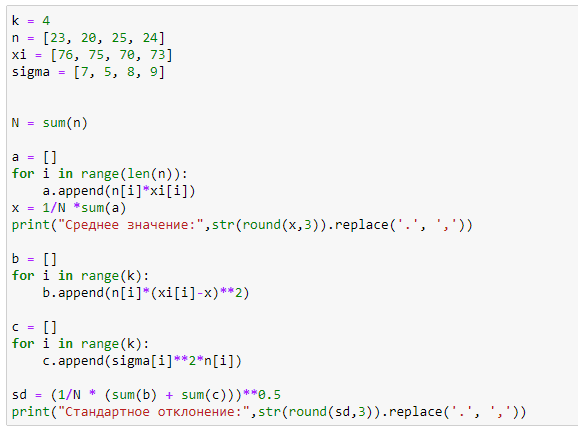 k = 4
n = [23, 20, 25, 24]
xi = [76, 75, 70, 73]
sigma = [7, 5, 8, 9]
N = sum(n)
a = []
for i in range(len(n)):
    a.append(n[i]*xi[i])
x = 1/N *sum(a)
print("Среднее значение:",str(round(x,3)).replace('.', ','))
b = []
for i in range(k):
    b.append(n[i]*(xi[i]-x)**2)
c = []
for i in range(k):
    c.append(sigma[i]**2*n[i])
sd = (1/N * (sum(b) + sum(c)))**0.5
print("Стандартное отклонение:",str(round(sd,3)).replace('.', ','))